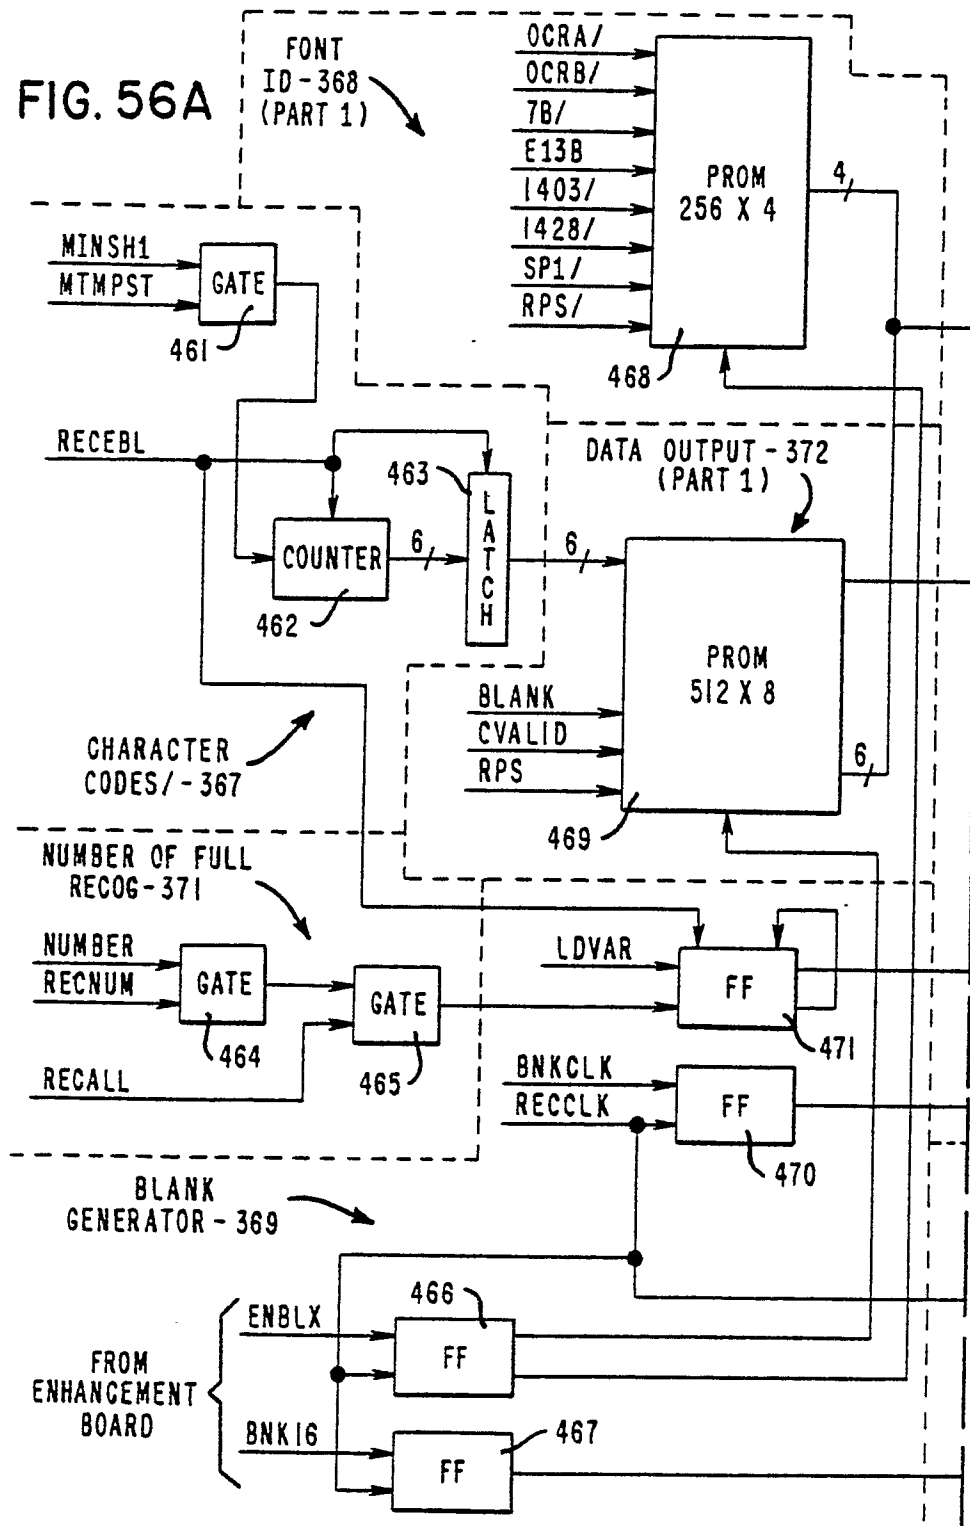 FIG. 56A
FONT
ID-368
(PART 1)
OCRA/
OCRB/
7B/
E13B
1403/
1428/
SP1/
RPS/
PROM
256 X 4
4
468
MINSH1
MTMPST
GATE
461
RECEBL
COUNTER
462
6
463
LATCH
6
DATA OUTPUT-372
(PART 1)
PROM
512 X 8
BLANK
CVALID
RPS
6
469
CHARACTER
CODES/-367
NUMBER OF FULL
RECOG-371
NUMBER
RECNUM
GATE
464
GATE
465
RECALL
LDVAR
FF
471
BNKCLK
RECCLK
FF
470
BLANK
GENERATOR-369
FROM
ENHANCEMENT
BOARD
ENBLX
466
FF
BNK16
467
FF